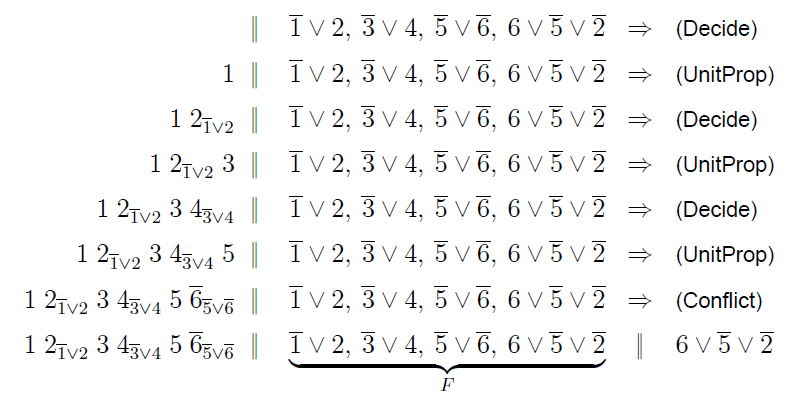 ∥ 1̅ ∨ 2, 3̅ ∨ 4, 5̅ ∨ 6̅, 6 ∨ 5̅ ∨ 2̅ ⇒ (Decide)
1 ∥ 1̅ ∨ 2, 3̅ ∨ 4, 5̅ ∨ 6̅, 6 ∨ 5̅ ∨ 2̅ ⇒ (UnitProp)
1 2_{1̅∨2} ∥ 1̅ ∨ 2, 3̅ ∨ 4, 5̅ ∨ 6̅, 6 ∨ 5̅ ∨ 2̅ ⇒ (Decide)
1 2_{1̅∨2} 3 ∥ 1̅ ∨ 2, 3̅ ∨ 4, 5̅ ∨ 6̅, 6 ∨ 5̅ ∨ 2̅ ⇒ (UnitProp)
1 2_{1̅∨2} 3 4_{3̅∨4} ∥ 1̅ ∨ 2, 3̅ ∨ 4, 5̅ ∨ 6̅, 6 ∨ 5̅ ∨ 2̅ ⇒ (Decide)
1 2_{1̅∨2} 3 4_{3̅∨4} 5 ∥ 1̅ ∨ 2, 3̅ ∨ 4, 5̅ ∨ 6̅, 6 ∨ 5̅ ∨ 2̅ ⇒ (UnitProp)
1 2_{1̅∨2} 3 4_{3̅∨4} 5 6̅_{5̅∨6̅} ∥ 1̅ ∨ 2, 3̅ ∨ 4, 5̅ ∨ 6̅, 6 ∨ 5̅ ∨ 2̅ ⇒ (Conflict)
1 2_{1̅∨2} 3 4_{3̅∨4} 5 6̅_{5̅∨6̅} ∥ 1̅ ∨ 2, 3̅ ∨ 4, 5̅ ∨ 6̅, 6 ∨ 5̅ ∨ 2̅ ∥ 6 ∨ 5̅ ∨ 2̅
F